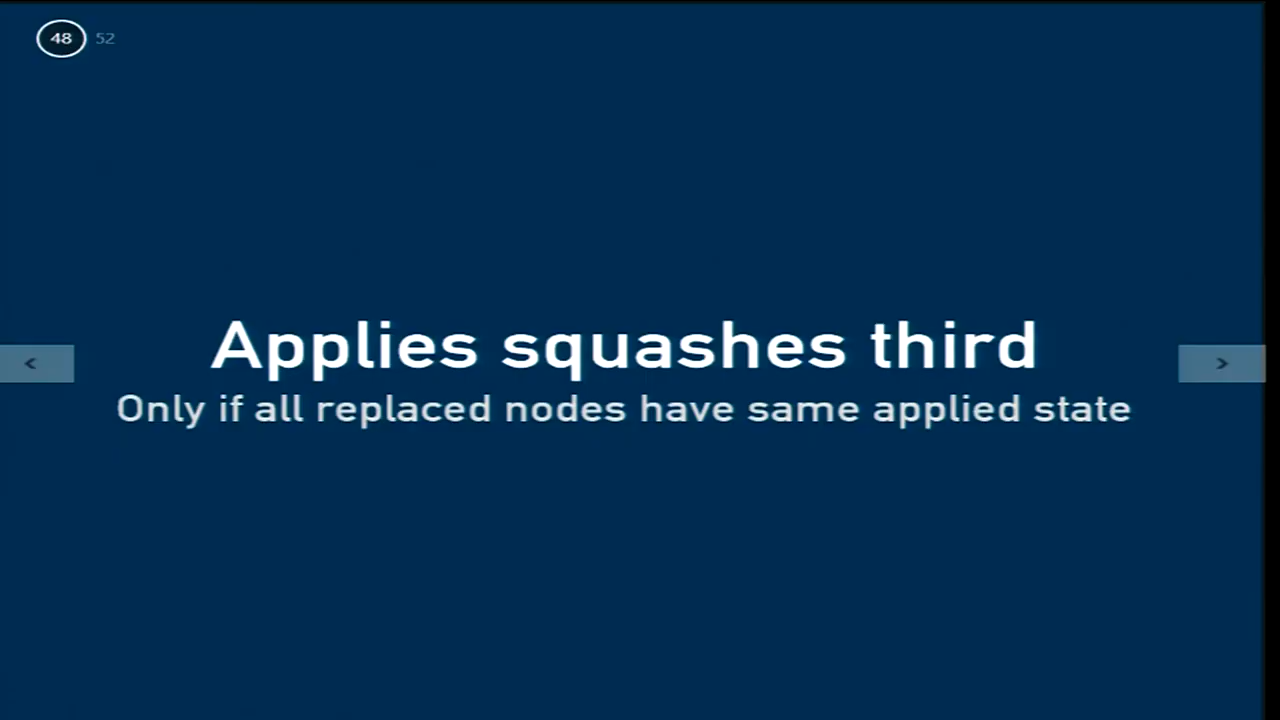 48 52
Applies squashes third
Only if all replaced nodes have same applied state
<
>